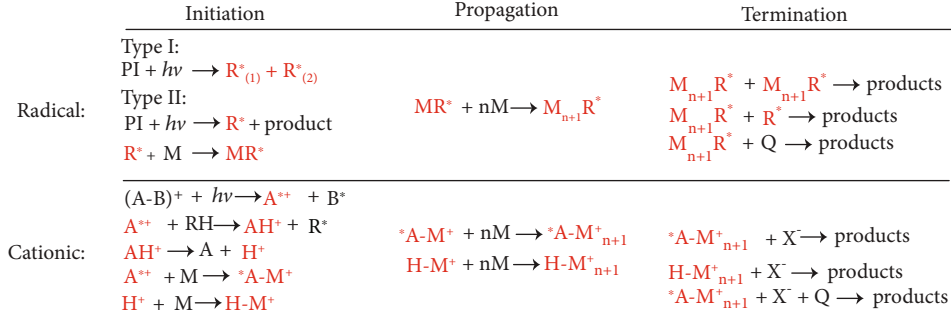 Initiation Propagation Termination
Radical:
Type I:
PI + hν → R*(1) + R*(2)
Type II:
PI + hν → R* + product
R* + M → MR*
MR* + nM → Mn+1R*
Mn+1R* + Mn+1R* → products
Mn+1R* + R* → products
Mn+1R* + Q → products
Cationic:
(A-B)⁺ + hν → A*⁺ + B*
A*⁺ + RH → AH⁺ + R*
AH⁺ → A + H⁺
A*⁺ + M → *A-M⁺
H⁺ + M → H-M⁺
*A-M⁺ + nM → *A-M⁺n+1
H-M⁺ + nM → H-M⁺n+1
*A-M⁺n+1 + X⁻ → products
H-M⁺n+1 + X⁻ → products
*A-M⁺n+1 + X⁻ + Q → products